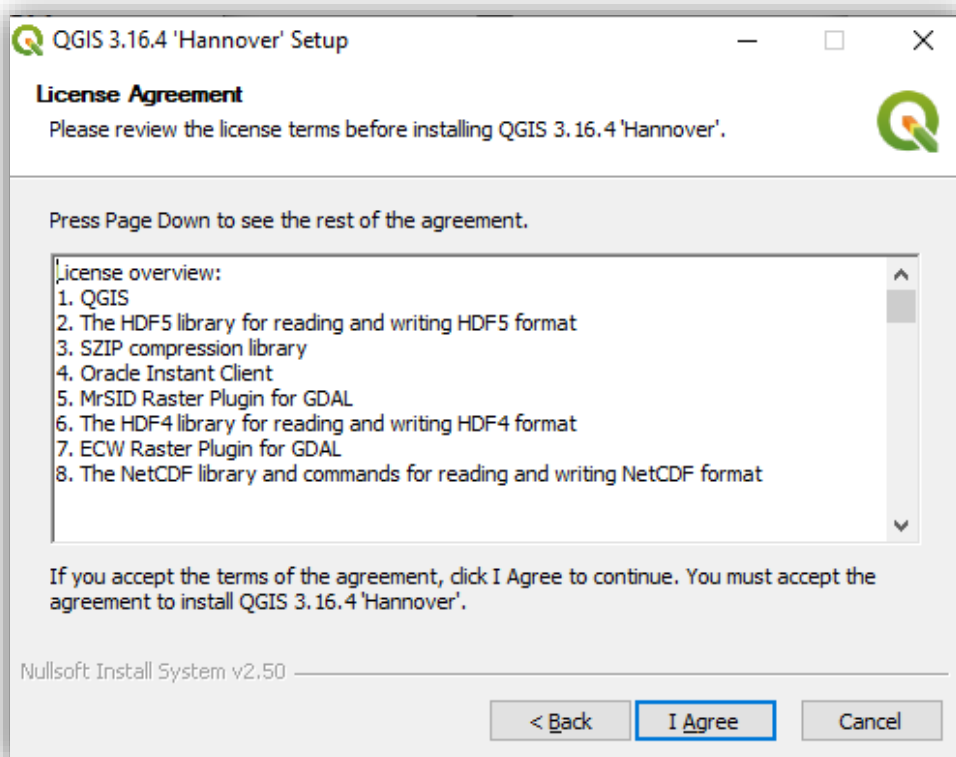 QGIS 3.16.4 'Hannover' Setup
License Agreement
Please review the license terms before installing QGIS 3.16.4 'Hannover'.
Press Page Down to see the rest of the agreement.
License overview:
1. QGIS
2. The HDF5 library for reading and writing HDF5 format
3. SZIP compression library
4. Oracle Instant Client
5. MrSID Raster Plugin for GDAL
6. The HDF4 library for reading and writing HDF4 format
7. ECW Raster Plugin for GDAL
8. The NetCDF library and commands for reading and writing NetCDF format
If you accept the terms of the agreement, click I Agree to continue. You must accept the
agreement to install QGIS 3.16.4 'Hannover'.
Nullsoft Install System v2.50
< Back I Agree Cancel